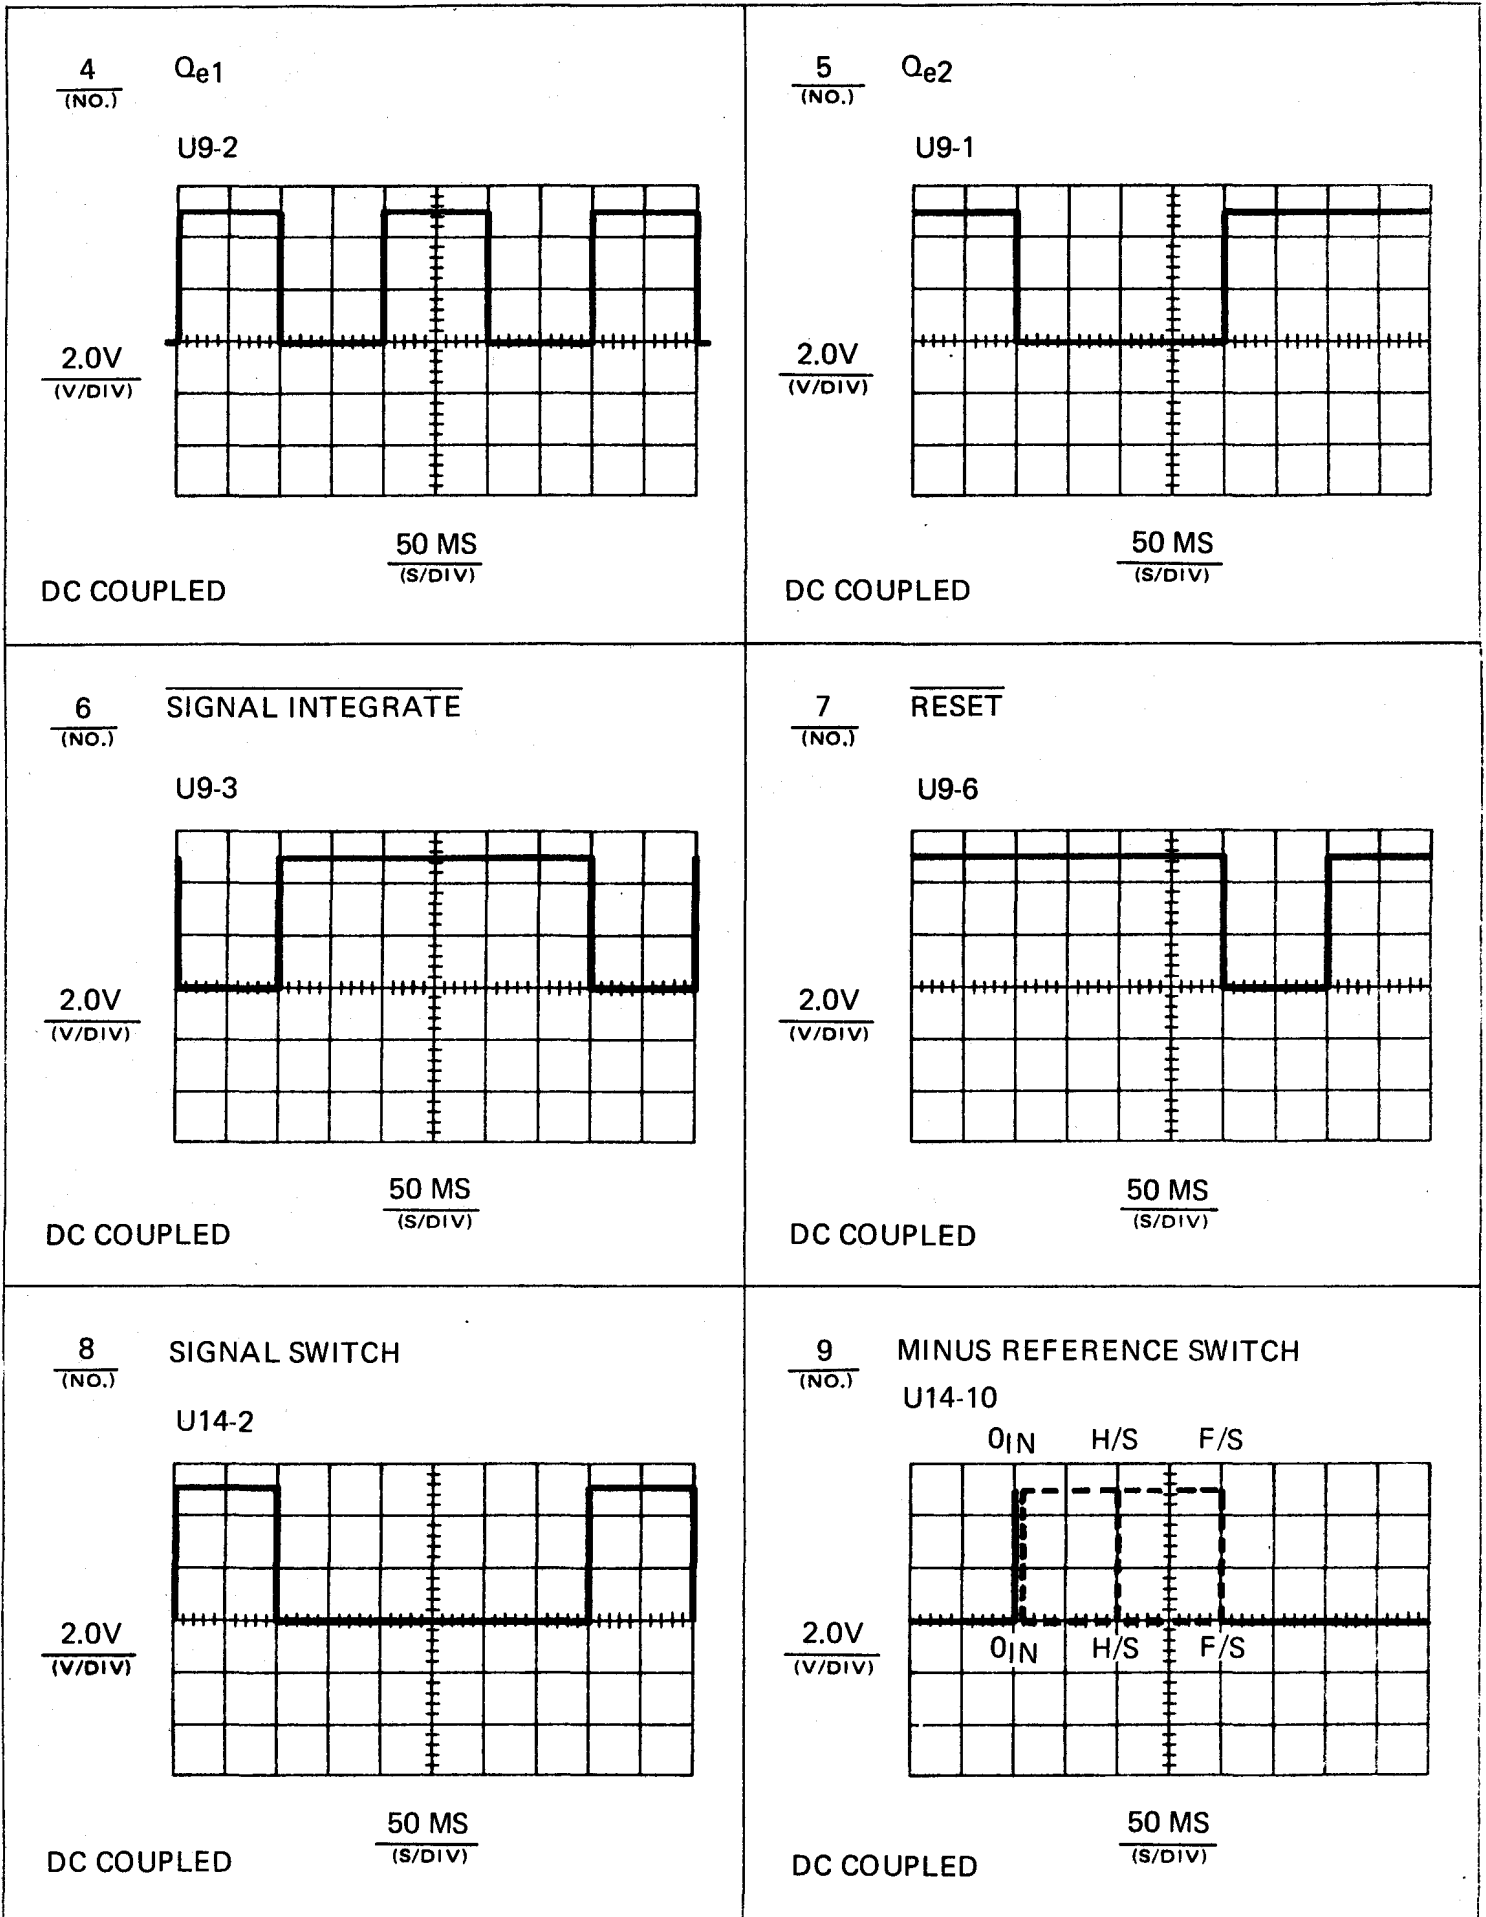 4
(NO.)
Qe1
U9-2
2.0V
(V/DIV)
50 MS
(S/DIV)
DC COUPLED
5
(NO.)
Qe2
U9-1
2.0V
(V/DIV)
50 MS
(S/DIV)
DC COUPLED
6
(NO.)
SIGNAL INTEGRATE
U9-3
2.0V
(V/DIV)
50 MS
(S/DIV)
DC COUPLED
7
(NO.)
RESET
U9-6
2.0V
(V/DIV)
50 MS
(S/DIV)
DC COUPLED
8
(NO.)
SIGNAL SWITCH
U14-2
2.0V
(V/DIV)
50 MS
(S/DIV)
DC COUPLED
9
(NO.)
MINUS REFERENCE SWITCH
U14-10
0IN H/S F/S
0IN H/S F/S
2.0V
(V/DIV)
50 MS
(S/DIV)
DC COUPLED